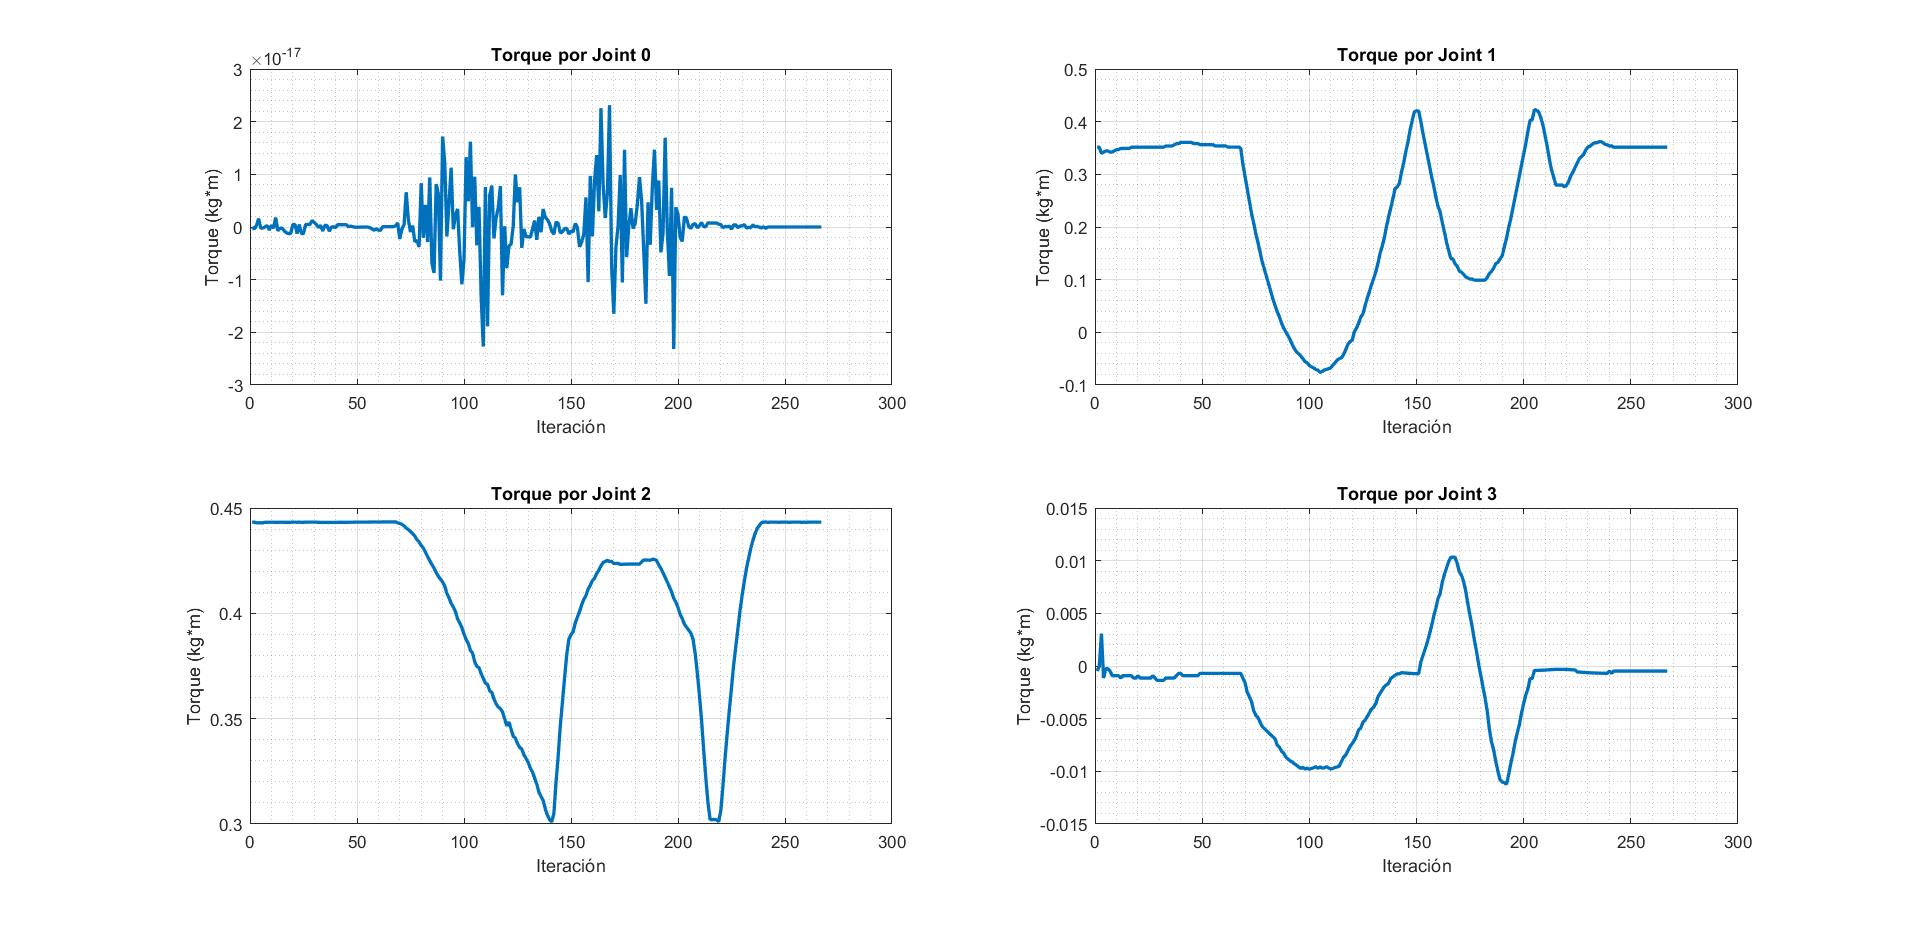 Torque por Joint 0
×10⁻¹⁷
Torque (kg*m)
3
2
1
0
-1
-2
-3
0 50 100 150 200 250 300
Iteración
Torque por Joint 1
Torque (kg*m)
0.5
0.4
0.3
0.2
0.1
0
-0.1
0 50 100 150 200 250 300
Iteración
Torque por Joint 2
Torque (kg*m)
0.45
0.4
0.35
0.3
0 50 100 150 200 250 300
Iteración
Torque por Joint 3
Torque (kg*m)
0.015
0.01
0.005
0
-0.005
-0.01
-0.015
0 50 100 150 200 250 300
Iteración